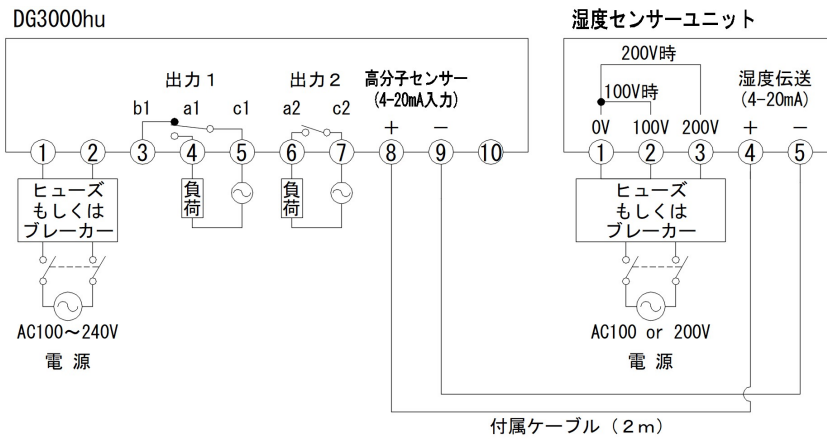 DG3000hu
湿度センサーユニット
出力1
出力2
高分子センサー
(4-20mA入力)
b1 a1 c1 a2 c2 + −
1 2 3 4 5 6 7 8 9 10
ヒューズ
もしくは
ブレーカー
負荷
負荷
AC100～240V
電 源
200V時
100V時
湿度伝送
(4-20mA)
0V 100V 200V + −
1 2 3 4 5
ヒューズ
もしくは
ブレーカー
AC100 or 200V
電 源
付属ケーブル(2m)